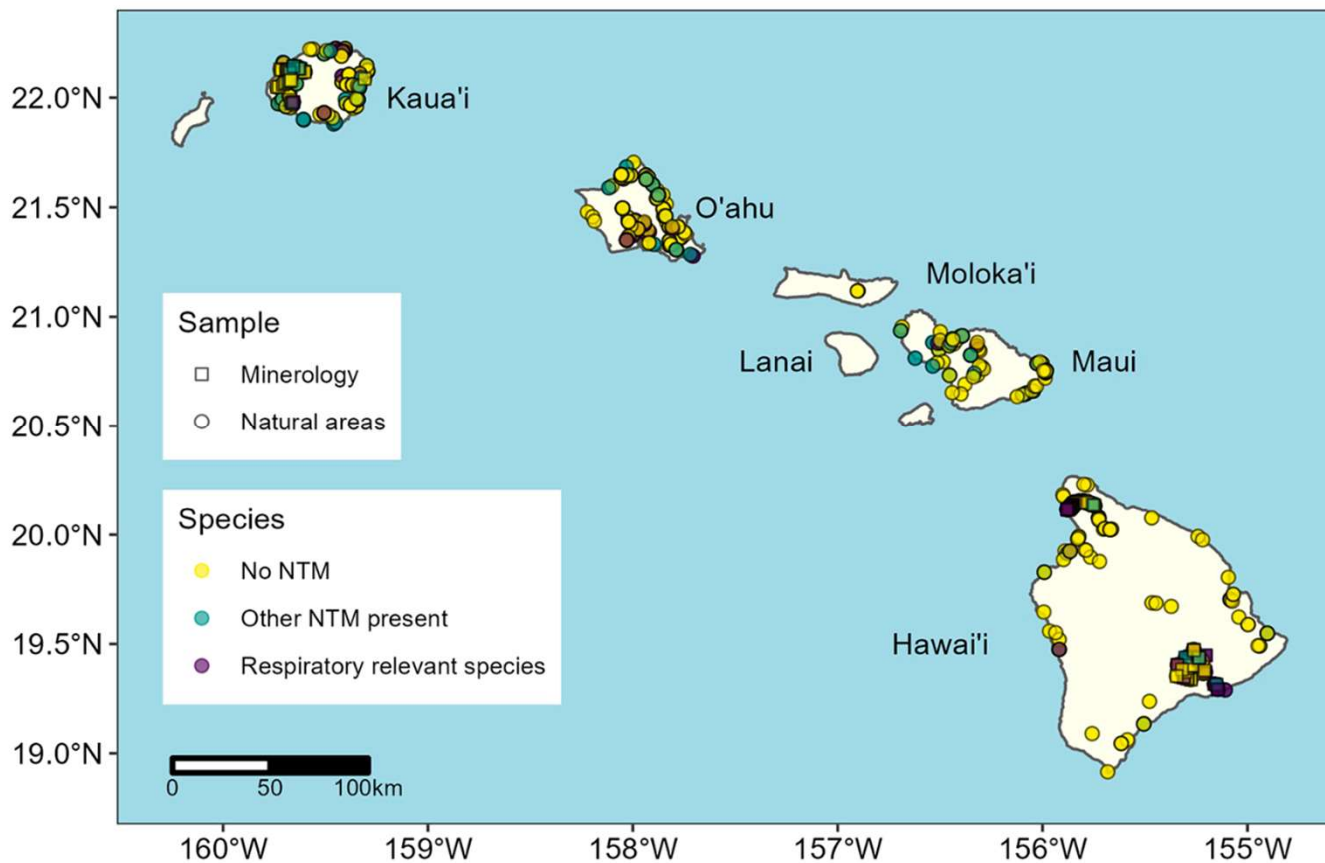 22.0°N
21.5°N
21.0°N
20.5°N
20.0°N
19.5°N
19.0°N
Kaua'i
O'ahu
Moloka'i
Lanai
Maui
Hawai'i
Sample
Minerology
Natural areas
Species
No NTM
Other NTM present
Respiratory relevant species
0 50 100km
160°W 159°W 158°W 157°W 156°W 155°W